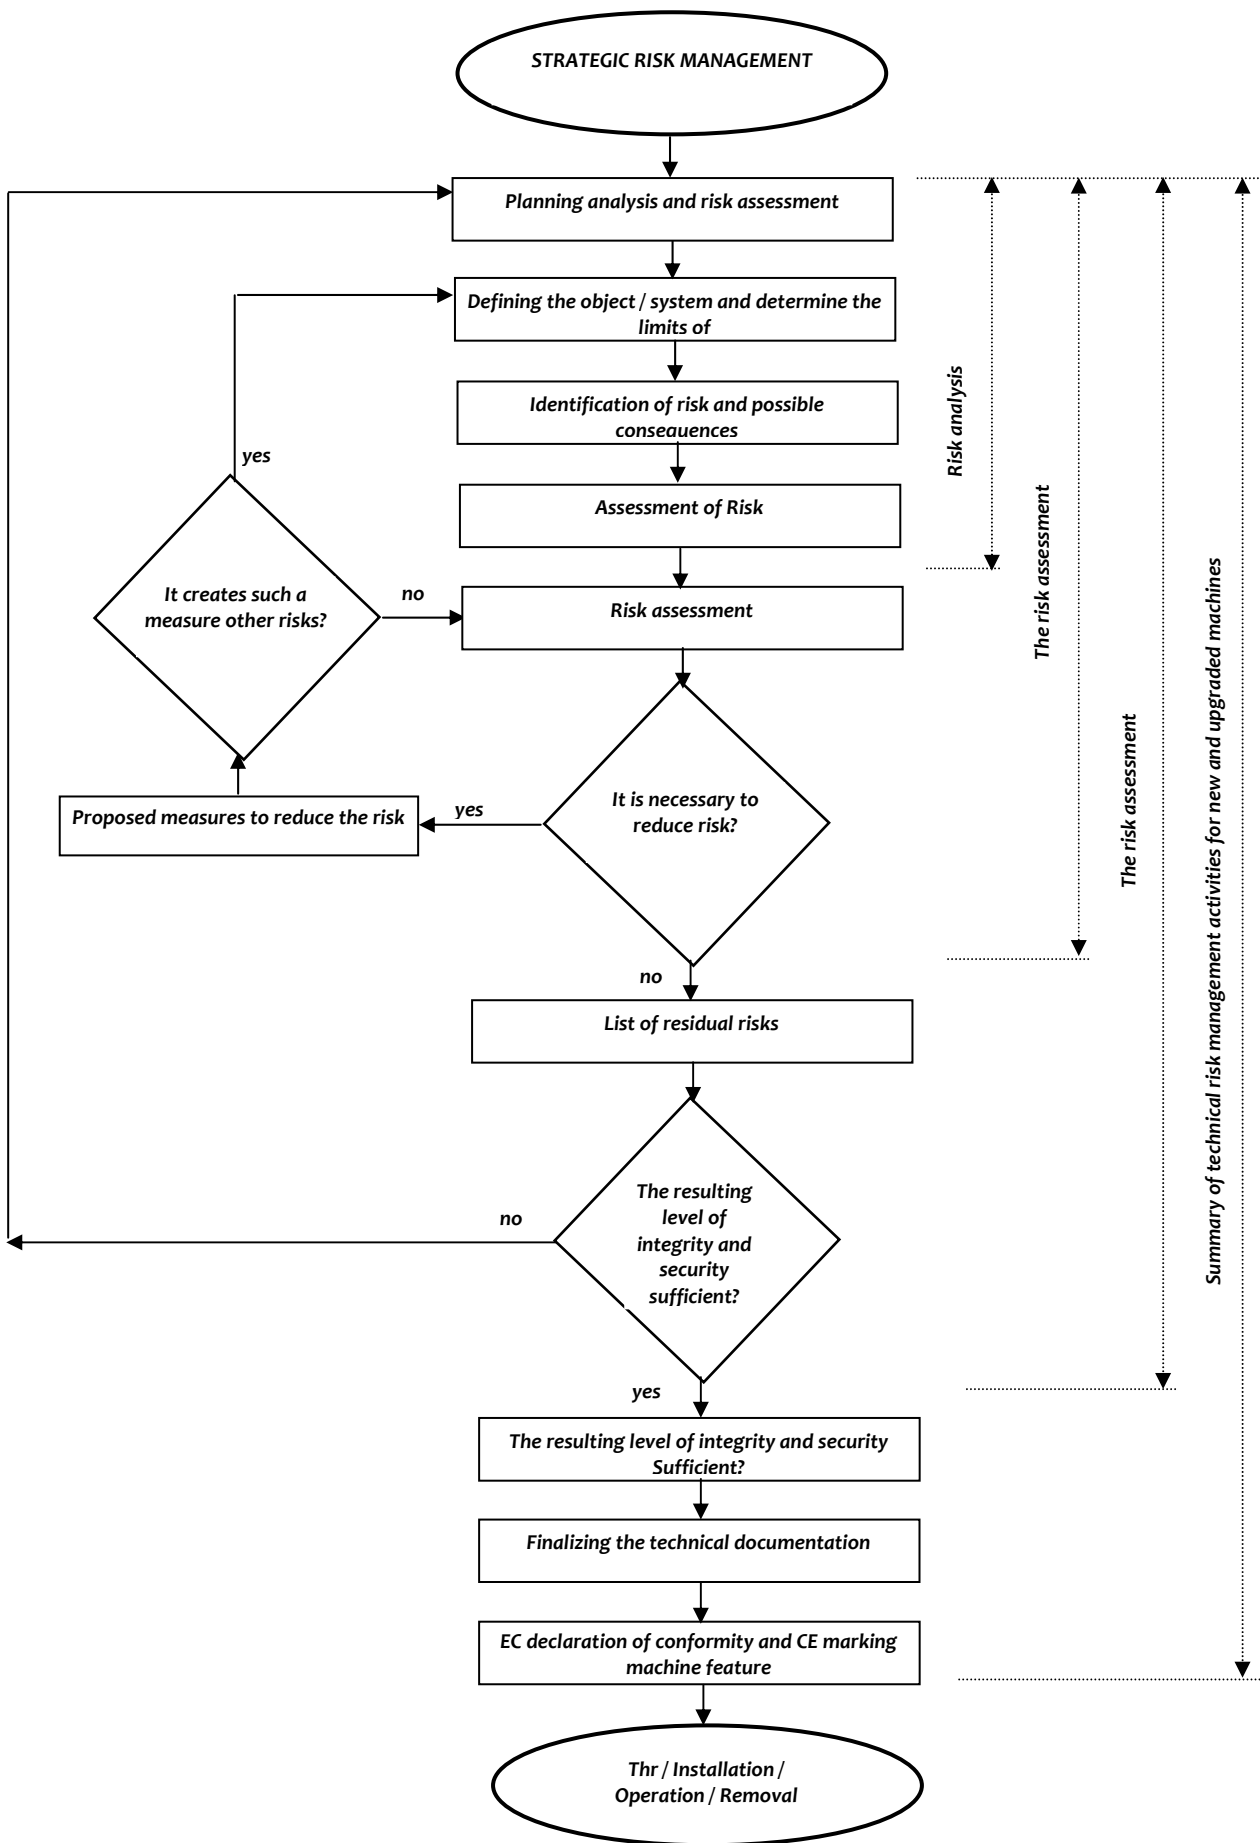 STRATEGIC RISK MANAGEMENT
Planning analysis and risk assessment
Defining the object / system and determine the
limits of
Identification of risk and possible
consequences
yes
Assessment of Risk
It creates such a
measure other risks?
no
Risk assessment
Proposed measures to reduce the risk
yes
It is necessary to
reduce risk?
no
List of residual risks
no
The resulting
level of
integrity and
security
sufficient?
yes
The resulting level of integrity and security
Sufficient?
Finalizing the technical documentation
EC declaration of conformity and CE marking
machine feature
Thr / Installation /
Operation / Removal
Risk analysis
The risk assessment
The risk assessment
Summary of technical risk management activities for new and upgraded machines